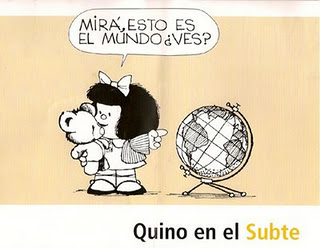 MIRÁ, ESTO ES
EL MUNDO ¿VES?
Quino en el Subte